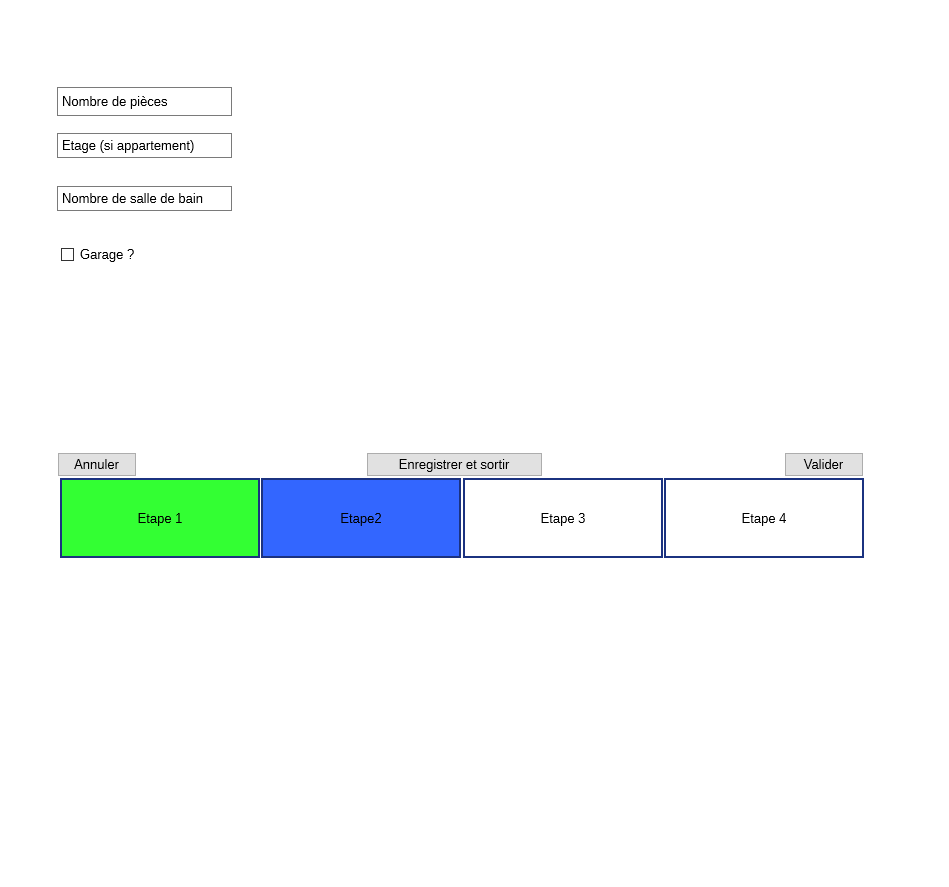 Nombre de pièces
Etage (si appartement)
Nombre de salle de bain
Garage ?
Annuler Enregistrer et sortir Valider
Etape 1 Etape2 Etape 3 Etape 4